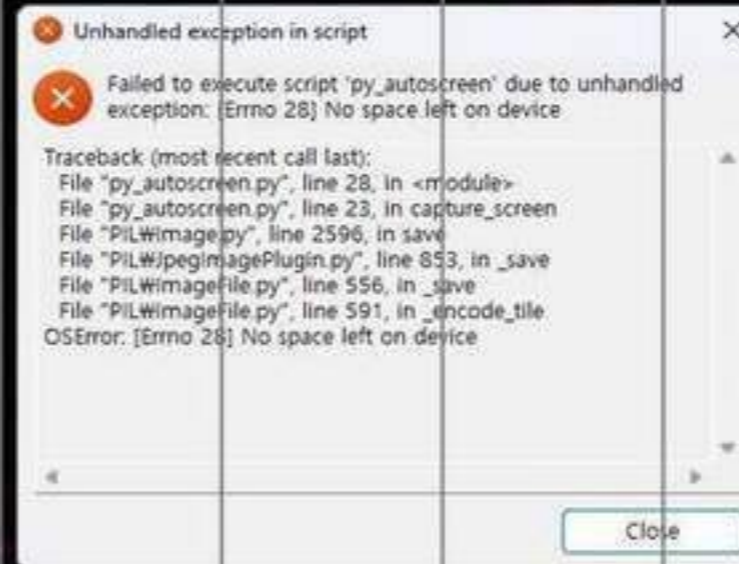 Unhandled exception in script
Failed to execute script 'py_autoscreen' due to unhandled
exception: [Errno 28] No space left on device
Traceback (most recent call last):
File "py_autoscreen.py", line 28, in <module>
File "py_autoscreen.py", line 23, in capture_screen
File "PIL₩Image.py", line 2596, in save
File "PIL₩JpegImagePlugin.py", line 853, in _save
File "PIL₩ImageFile.py", line 556, in _save
File "PIL₩ImageFile.py", line 591, in _encode_tile
OSError: [Errno 28] No space left on device
Close